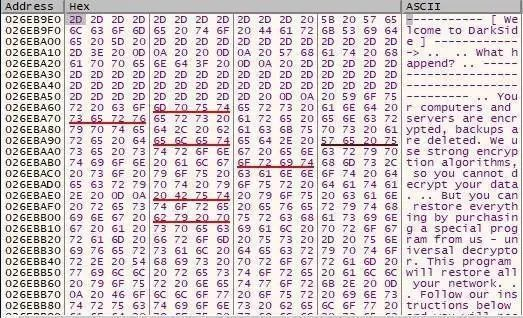 Address Hex ASCII
026EB9E0 2D 2D 2D 2D 2D 2D 2D 2D 2D 2D 2D 20 5B 20 57 65 ----------- [ We
026EB9F0 6C 63 6F 6D 65 20 74 6F 20 44 61 72 6B 53 69 64 lcome to DarkSid
026EBA00 65 20 5D 20 2D 2D 2D 2D 2D 2D 2D 2D 2D 2D 2D 2D e ] ------------
026EBA10 2D 3E 20 0D 0A 20 20 0D 0A 20 57 68 61 74 20 68 -> .. .. What h
026EBA20 61 70 70 65 6E 64 3F 20 0D 0A 20 2D 2D 2D 2D 2D append? .. -----
026EBA30 2D 2D 2D 2D 2D 2D 2D 2D 2D 2D 2D 2D 2D 2D 2D 2D ----------------
026EBA40 2D 2D 2D 2D 2D 2D 2D 2D 2D 2D 2D 2D 2D 2D 2D 2D ----------------
026EBA50 2D 2D 2D 2D 2D 2D 2D 2D 2D 20 0D 0A 20 59 6F 75 --------- .. You
026EBA60 72 20 63 6F 6D 70 75 74 65 72 73 20 61 6E 64 20 r computers and
026EBA70 73 65 72 76 65 72 73 20 61 72 65 20 65 6E 63 72 servers are encr
026EBA80 79 70 74 65 64 2C 20 62 61 63 6B 75 70 73 20 61 ypted, backups a
026EBA90 72 65 20 64 65 6C 65 74 65 64 2E 20 57 65 20 75 re deleted. We u
026EBAA0 73 65 20 73 74 72 6F 6E 67 20 65 6E 63 72 79 70 se strong encryp
026EBAB0 74 69 6F 6E 20 61 6C 67 6F 72 69 74 68 6D 73 2C tion algorithms,
026EBAC0 20 73 6F 20 79 6F 75 20 63 61 6E 6E 6F 74 20 64 so you cannot d
026EBAD0 65 63 72 79 70 74 20 79 6F 75 72 20 64 61 74 61 ecrypt your data
026EBAE0 2E 20 0D 0A 20 42 75 74 20 79 6F 75 20 63 61 6E . .. But you can
026EBAF0 20 72 65 73 74 6F 72 65 20 65 76 65 72 79 74 68 restore everyth
026EBB00 69 6E 67 20 62 79 20 70 75 72 63 68 61 73 69 6E ing by purchasin
026EBB10 67 20 61 20 73 70 65 63 69 61 6C 20 70 72 6F 67 g a special prog
026EBB20 72 61 6D 20 66 72 6F 6D 20 75 73 20 2D 20 75 6E ram from us - un
026EBB30 69 76 65 72 73 61 6C 20 64 65 63 72 79 70 74 6F iversal decrypto
026EBB40 72 2E 20 54 68 69 73 20 70 72 6F 67 72 61 6D 20 r. This program
026EBB50 77 69 6C 6C 20 72 65 73 74 6F 72 65 20 61 6C 6C will restore all
026EBB60 20 79 6F 75 72 20 6E 65 74 77 6F 72 6B 2E 20 0D your network. .
026EBB70 0A 20 46 6F 6C 6C 6F 77 20 6F 75 72 20 69 6E 73 . Follow our ins
026EBB80 74 72 75 63 74 69 6F 6E 73 20 62 65 6C 6F 77 20 tructions below